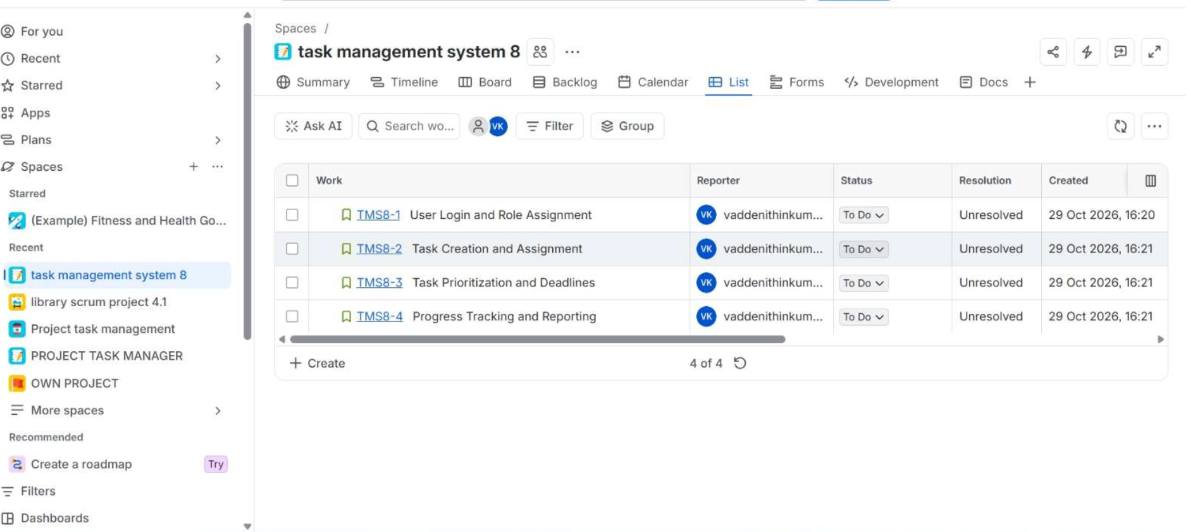 For you
Recent
Starred
Apps
Plans
Spaces
Starred
(Example) Fitness and Health Go...
Recent
task management system 8
library scrum project 4.1
Project task management
PROJECT TASK MANAGER
OWN PROJECT
More spaces
Recommended
Create a roadmap Try
Filters
Dashboards
Spaces /
task management system 8
Summary Timeline Board Backlog Calendar List Forms Development Docs
Ask AI Search wo... VK Filter Group
Work Reporter Status Resolution Created
TMS8-1 User Login and Role Assignment VK vaddenithinkum... To Do Unresolved 29 Oct 2026, 16:20
TMS8-2 Task Creation and Assignment VK vaddenithinkum... To Do Unresolved 29 Oct 2026, 16:21
TMS8-3 Task Prioritization and Deadlines VK vaddenithinkum... To Do Unresolved 29 Oct 2026, 16:21
TMS8-4 Progress Tracking and Reporting VK vaddenithinkum... To Do Unresolved 29 Oct 2026, 16:21
+ Create 4 of 4